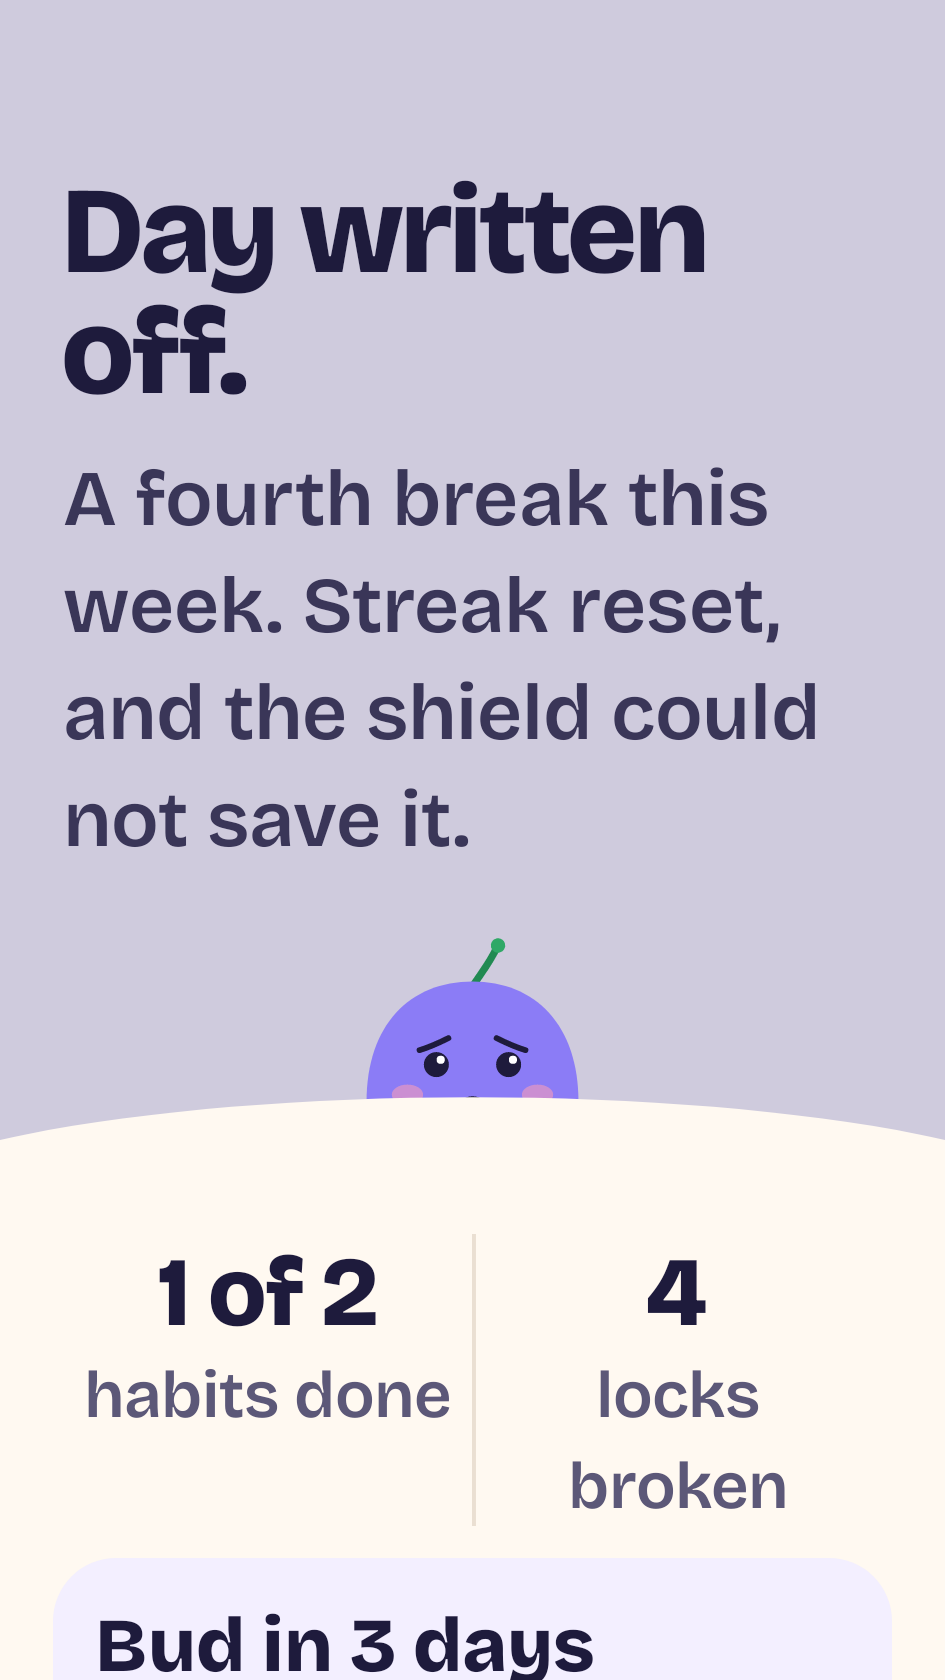 Day written
off.
A fourth break this
week. Streak reset,
and the shield could
not save it.
1 of 2
habits done
4
locks
broken
Bud in 3 days